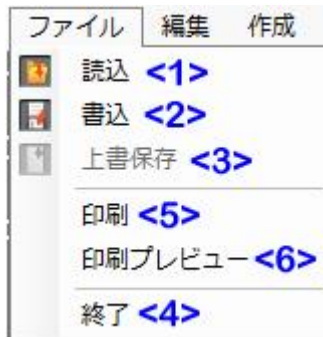 ファイル 編集 作成
読込 <1>
書込 <2>
上書保存 <3>
印刷 <5>
印刷プレビュー <6>
終了 <4>